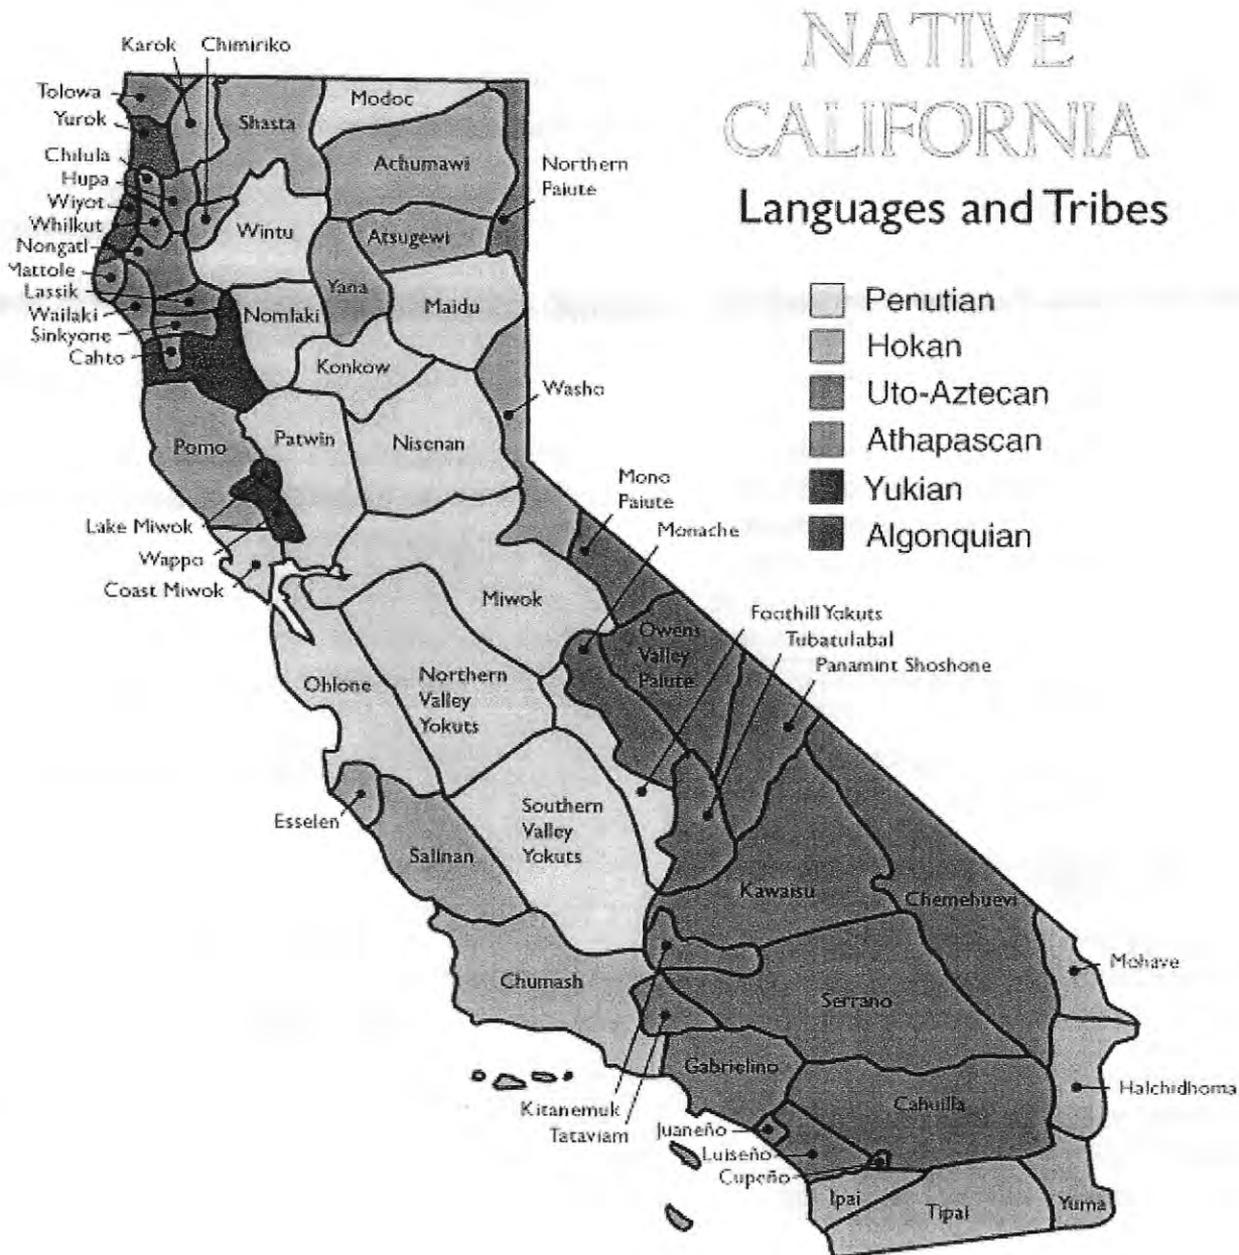 NATIVE
CALIFORNIA
Languages and Tribes
Penutian
Hokan
Uto-Aztecan
Athapascan
Yukian
Algonquian
Karok
Chimiriko
Tolowa
Yurok
Chilula
Hupa
Wiyot
Whilkut
Nongatl
Mattole
Lassik
Wailaki
Sinkyone
Cahto
Modoc
Shasta
Achumawi
Northern
Paiute
Wintu
Atsugewi
Yana
Nomlaki
Maidu
Konkow
Washo
Pomo
Patwin
Nisenan
Mono
Paiute
Monache
Lake Miwok
Wappo
Coast Miwok
Miwok
Foothill Yokuts
Tubatulabal
Panamint Shoshone
Owens
Valley
Paiute
Ohlone
Northern
Valley
Yokuts
Esselen
Salinan
Southern
Valley
Yokuts
Kawaisu
Chemehuevi
Mohave
Chumash
Serrano
Gabrielino
Kitanemuk
Tataviam
Cahuilla
Halchidhoma
Juaneño
Luiseño
Cupeño
Ipai
Tipai
Yuma